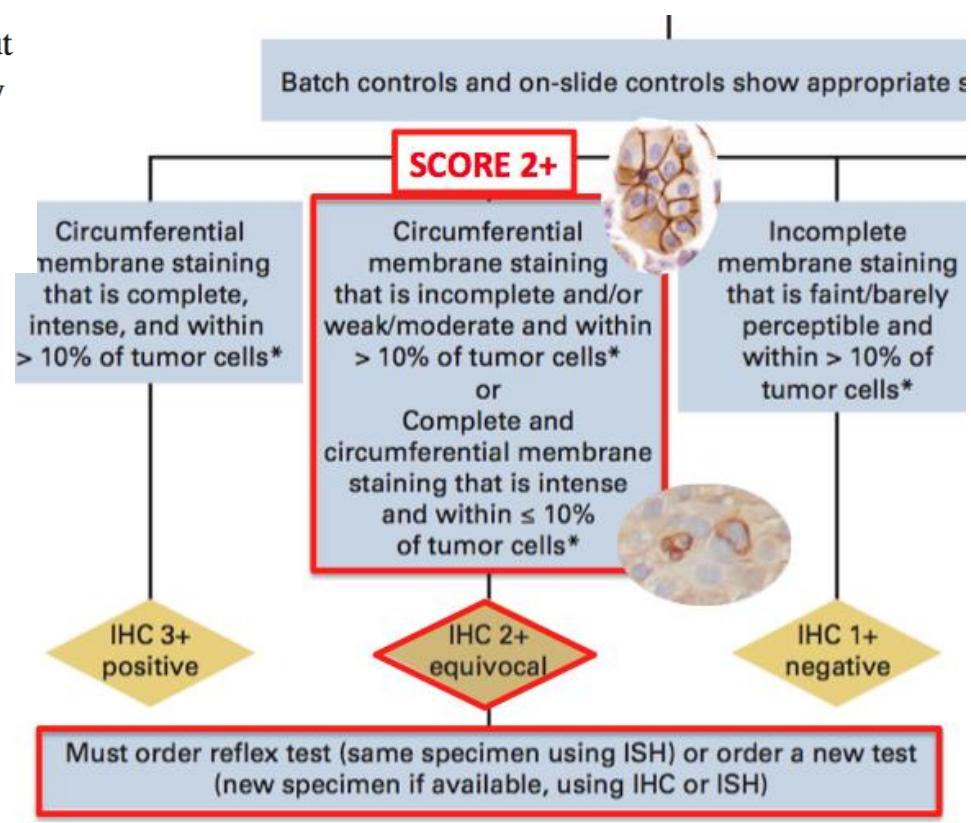 Batch controls and on-slide controls show appropriate
SCORE 2+
Circumferential
membrane staining
that is complete,
intense, and within
> 10% of tumor cells*
Circumferential
membrane staining
that is incomplete and/or
weak/moderate and within
> 10% of tumor cells*
or
Complete and
circumferential membrane
staining that is intense
and within ≤ 10%
of tumor cells*
Incomplete
membrane staining
that is faint/barely
perceptible and
within > 10% of
tumor cells*
IHC 3+
positive
IHC 2+
equivocal
IHC 1+
negative
Must order reflex test (same specimen using ISH) or order a new test
(new specimen if available, using IHC or ISH)